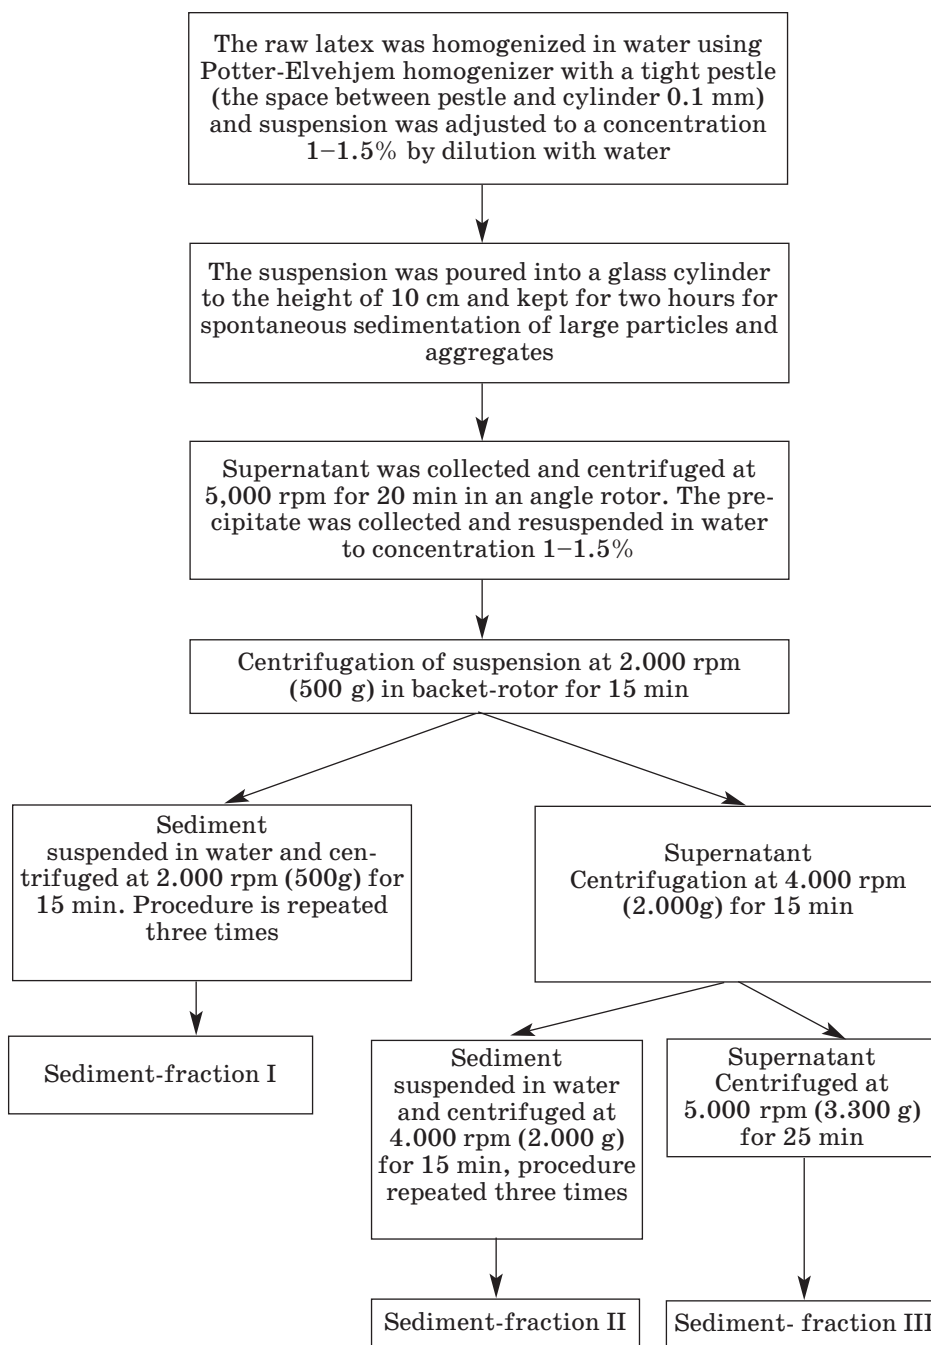 The raw latex was homogenized in water using
Potter-Elvehjem homogenizer with a tight pestle
(the space between pestle and cylinder 0.1 mm)
and suspension was adjusted to a concentration
1–1.5% by dilution with water
The suspension was poured into a glass cylinder
to the height of 10 cm and kept for two hours for
spontaneous sedimentation of large particles and
aggregates
Supernatant was collected and centrifuged at
5,000 rpm for 20 min in an angle rotor. The pre-
cipitate was collected and resuspended in water
to concentration 1–1.5%
Centrifugation of suspension at 2.000 rpm
(500 g) in backet-rotor for 15 min
Sediment
suspended in water and cen-
trifuged at 2.000 rpm (500g) for
15 min. Procedure is repeated
three times
Supernatant
Centrifugation at 4.000 rpm
(2.000g) for 15 min
Sediment-fraction I
Sediment
suspended in water
and centrifuged at
4.000 rpm (2.000 g)
for 15 min, procedure
repeated three times
Supernatant
Centrifuged at
5.000 rpm (3.300 g)
for 25 min
Sediment-fraction II
Sediment- fraction III